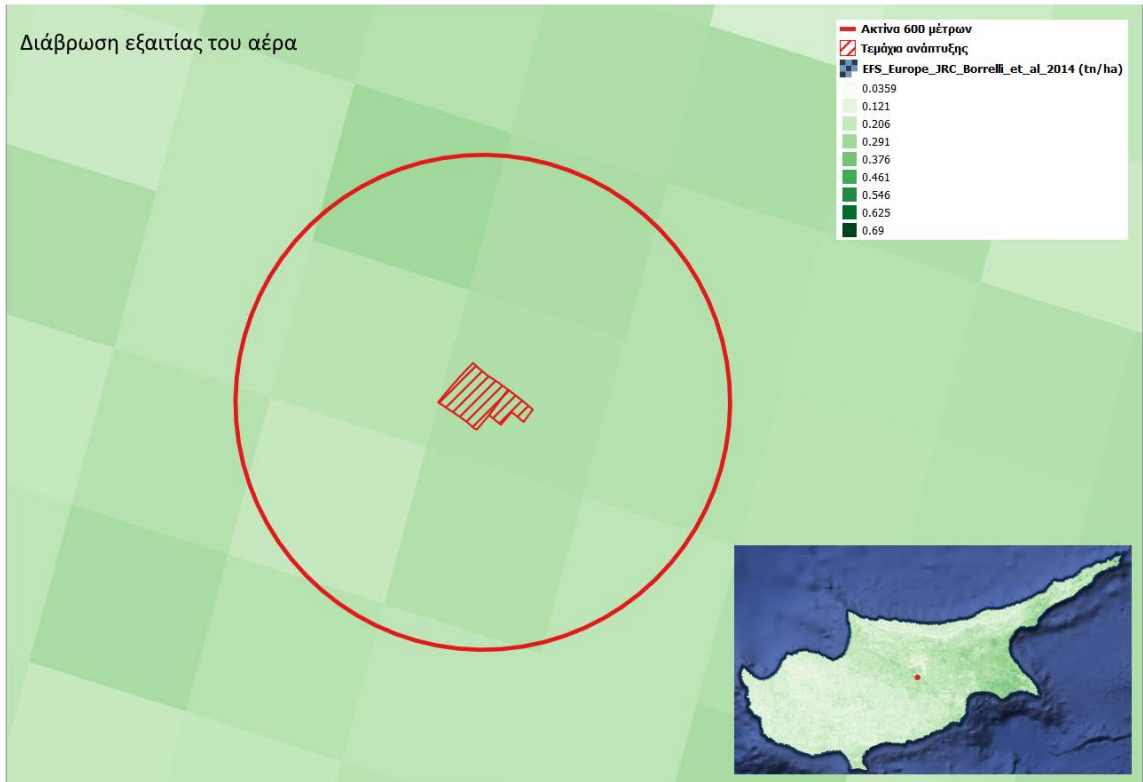 Διάβρωση εξαιτίας του αέρα
Ακτίνα 600 μέτρων
Τεμάχια ανάπτυξης
EFS_Europe_JRC_Borrelli_et_al_2014 (tn/ha)
0.0359
0.121
0.206
0.291
0.376
0.461
0.546
0.625
0.69